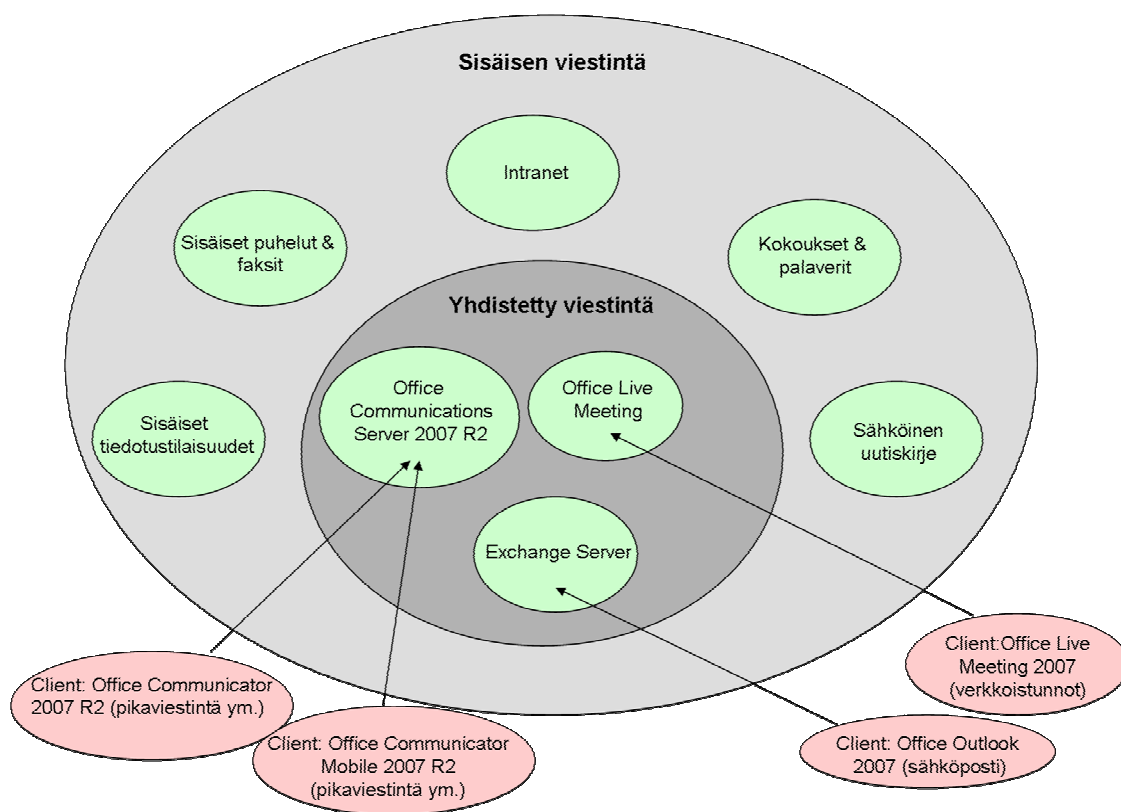 Sisäisen viestintä
Intranet
Sisäiset puhelut &
faksit
Kokoukset &
palaverit
Yhdistetty viestintä
Office
Communications
Server 2007 R2
Office Live
Meeting
Sisäiset
tiedotustilaisuudet
Sähköinen
uutiskirje
Exchange Server
Client:Office Live
Meeting 2007
(verkkoistunnot)
Client: Office Communicator
2007 R2 (pikaviestintä ym.)
Client: Office Communicator
Mobile 2007 R2
(pikaviestintä ym.)
Client: Office Outlook
2007 (sähköposti)